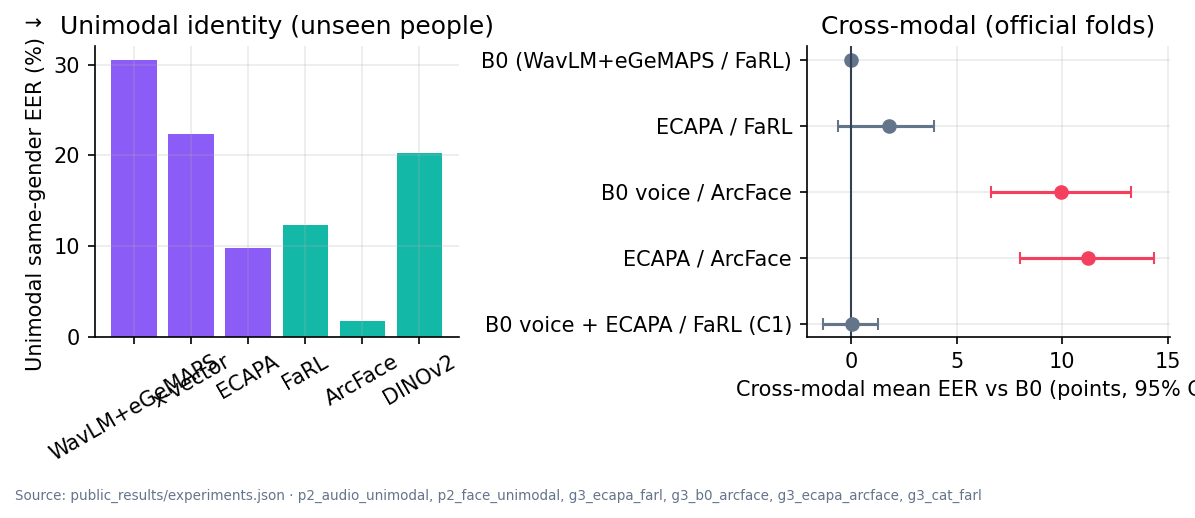 Unimodal identity (unseen people)
Unimodal same-gender EER (%) ↓
30
20
10
0
WavLM+eGeMAPS
x-vector
ECAPA
FaRL
ArcFace
DINOv2
Cross-modal (official folds)
B0 (WavLM+eGeMAPS / FaRL)
ECAPA / FaRL
B0 voice / ArcFace
ECAPA / ArcFace
B0 voice + ECAPA / FaRL (C1)
0
5
10
15
Cross-modal mean EER vs B0 (points, 95% C
Source: public_results/experiments.json · p2_audio_unimodal, p2_face_unimodal, g3_ecapa_farl, g3_b0_arcface, g3_ecapa_arcface, g3_cat_farl